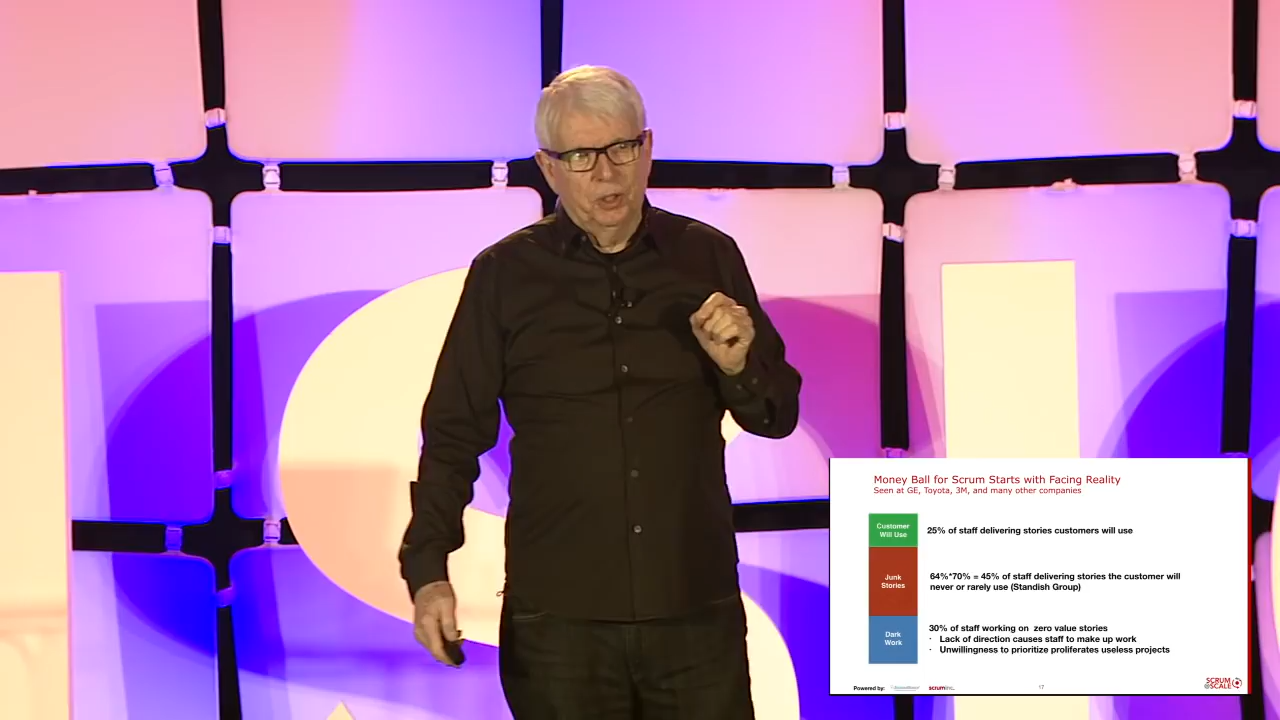 Money Ball for Scrum Starts with Facing Reality
Seen at GE, Toyota, 3M, and many other companies
Customer
Will Use
25% of staff delivering stories customers will use
Junk
Stories
64%*70% = 45% of staff delivering stories the customer will
never or rarely use (Standish Group)
Dark
Work
30% of staff working on zero value stories
· Lack of direction causes staff to make up work
· Unwillingness to prioritize proliferates useless projects
Powered by:
scruminc.
17
SCRUM
@SCALE